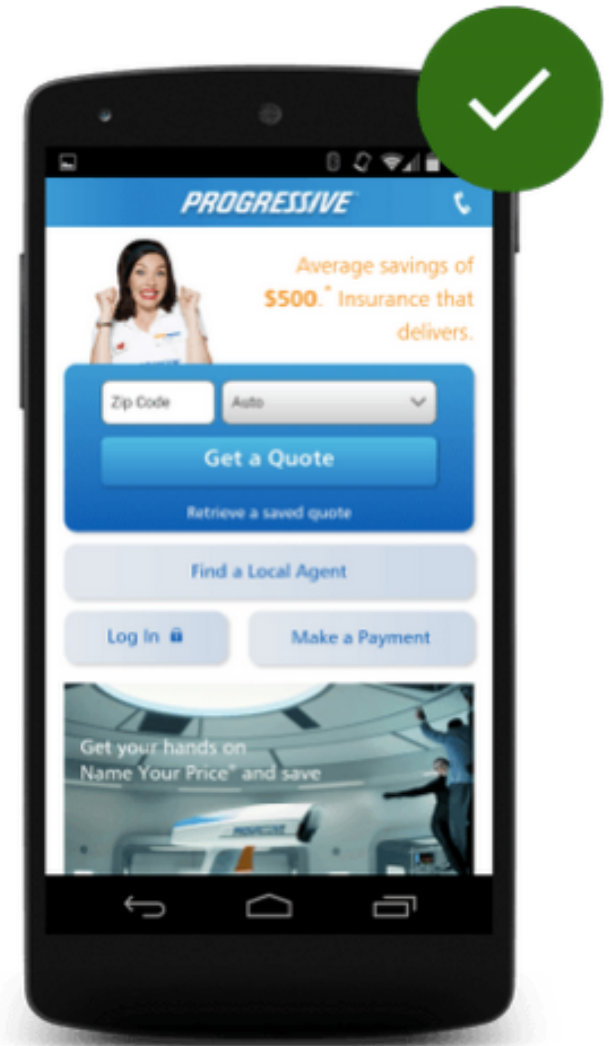 PROGRESSIVE
Average savings of
$500.* Insurance that
delivers.
Zip Code
Auto
Get a Quote
Retrieve a saved quote
Find a Local Agent
Log In
Make a Payment
Get your hands on
Name Your Price® and save
PROGRESSIVE